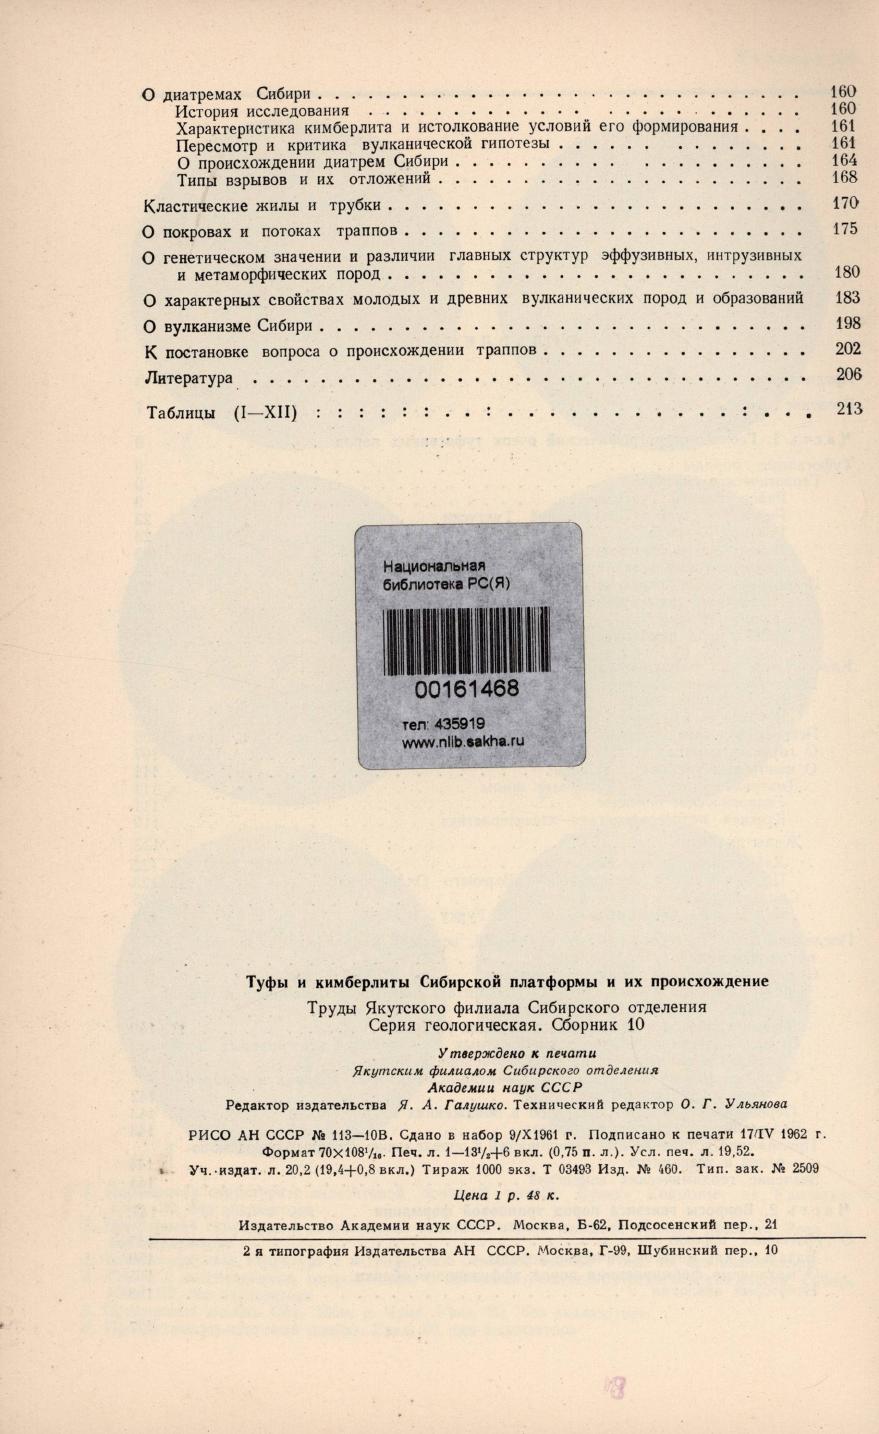 О диатремах Сибири . . . . . . . . . . . . . . . . . . . . . . . . . . . . 160
История исследования . . . . . . . . . . . . . . . . . . . . . . . . 160
Характеристика кимберлита и истолкование условий его формирования . . . . 161
Пересмотр и критика вулканической гипотезы . . . . . . . . . . . . . . 161
О происхождении диатрем Сибири . . . . . . . . . . . . . . . . . . . 164
Типы взрывов и их отложений . . . . . . . . . . . . . . . . . . . . . 168
Кластические жилы и трубки . . . . . . . . . . . . . . . . . . . . . . . . 170
О покровах и потоках траппов . . . . . . . . . . . . . . . . . . . . . . . 175
О генетическом значении и различии главных структур эффузивных, интрузивных
и метаморфических пород . . . . . . . . . . . . . . . . . . . . . . . . 180
О характерных свойствах молодых и древних вулканических пород и образований 183
О вулканизме Сибири . . . . . . . . . . . . . . . . . . . . . . . . . . . . 198
К постановке вопроса о происхождении траппов . . . . . . . . . . . . . . . 202
Литература . . . . . . . . . . . . . . . . . . . . . . . . . . . . . . . . 206
Таблицы (I—XII) : : : : : : . . : . . . . . . . . . . . . : . . . 213
Национальная
библиотека РС(Я)
00161468
тел: 435919
www.nlib.sakha.ru
Туфы и кимберлиты Сибирской платформы и их происхождение
Труды Якутского филиала Сибирского отделения
Серия геологическая. Сборник 10
Утверждено к печати
Якутским филиалом Сибирского отделения
Академии наук СССР
Редактор издательства Я. А. Галушко. Технический редактор О. Г. Ульянова
РИСО АН СССР № 113—10В. Сдано в набор 9/X1961 г. Подписано к печати 17/IV 1962 г.
Формат 70×108¹/₁₆. Печ. л. 1—13¹/₂+6 вкл. (0,75 п. л.). Усл. печ. л. 19,52.
Уч.-издат. л. 20,2 (19,4+0,8 вкл.) Тираж 1000 экз. Т 03493 Изд. № 460. Тип. зак. № 2509
Цена 1 р. 48 к.
Издательство Академии наук СССР. Москва, Б-62, Подсосенский пер., 21
2 я типография Издательства АН СССР. Москва, Г-99, Шубинский пер., 10